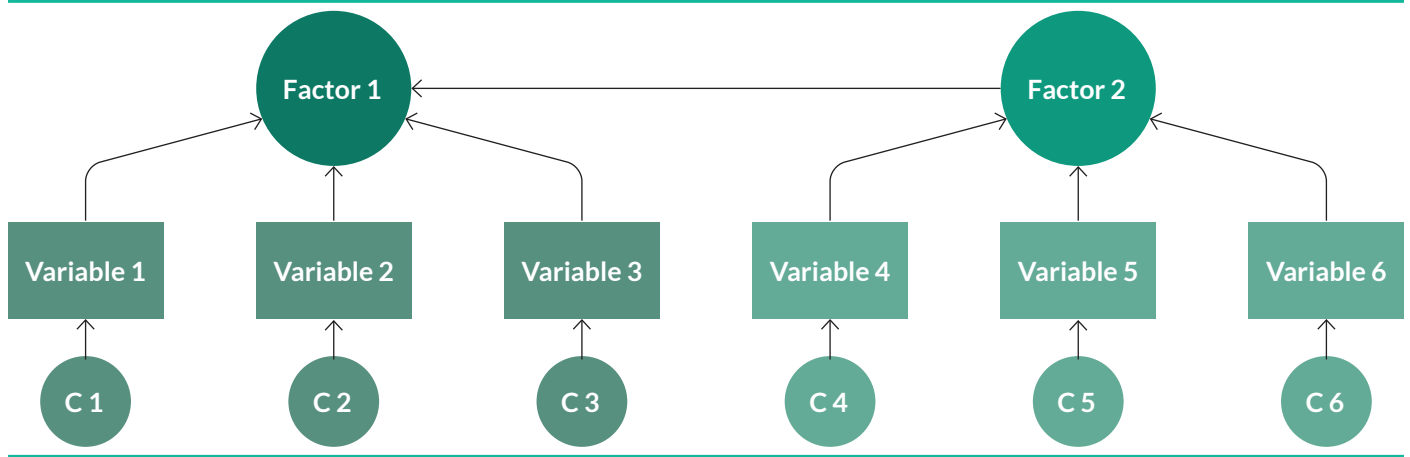 Factor 1
Factor 2
Variable 1
Variable 2
Variable 3
Variable 4
Variable 5
Variable 6
C 1
C 2
C 3
C 4
C 5
C 6